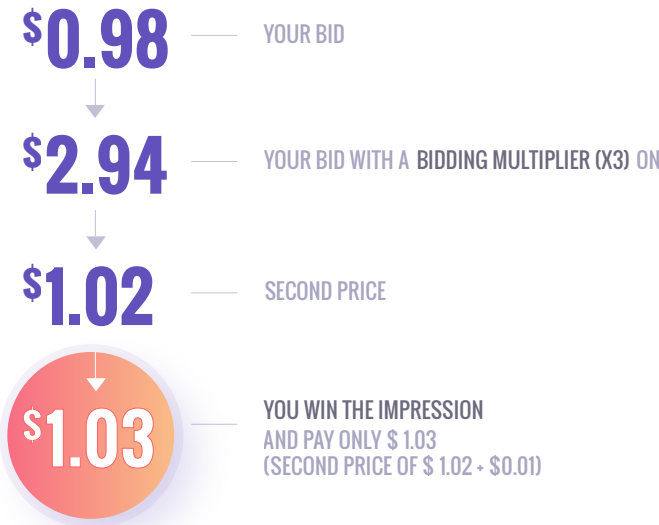 $0.98 YOUR BID
$2.94 YOUR BID WITH A BIDDING MULTIPLIER (X3) ON
$1.02 SECOND PRICE
$1.03 YOU WIN THE IMPRESSION
AND PAY ONLY $ 1.03
(SECOND PRICE OF $ 1.02 + $0.01)